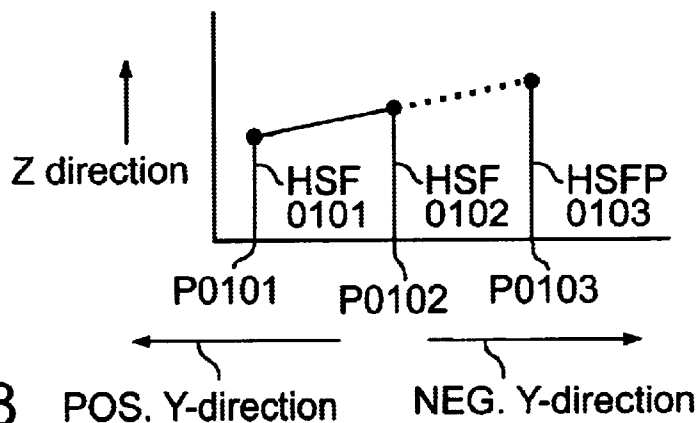 Z direction
HSF
0101
HSF
0102
HSFP
0103
P0101
P0102
P0103
POS. Y-direction
NEG. Y-direction